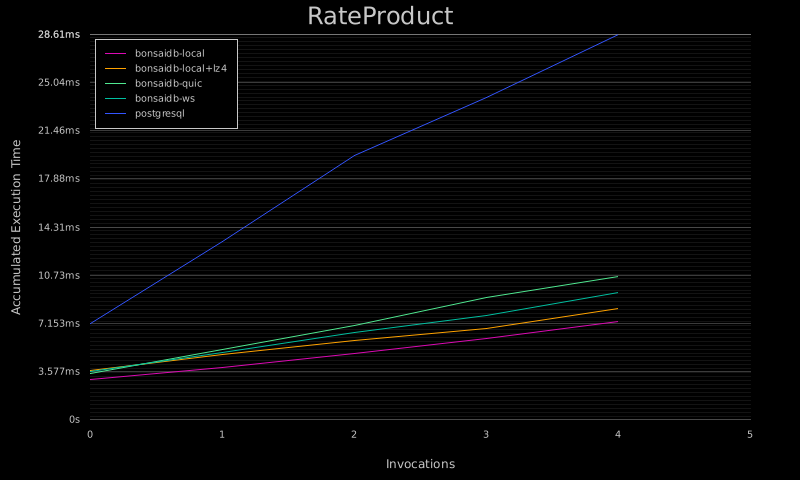 RateProduct
28.61ms
25.04ms
21.46ms
17.88ms
14.31ms
10.73ms
7.153ms
3.577ms
0s
bonsaidb-local
bonsaidb-local+lz4
bonsaidb-quic
bonsaidb-ws
postgresql
Accumulated Execution Time
0 1 2 3 4 5
Invocations